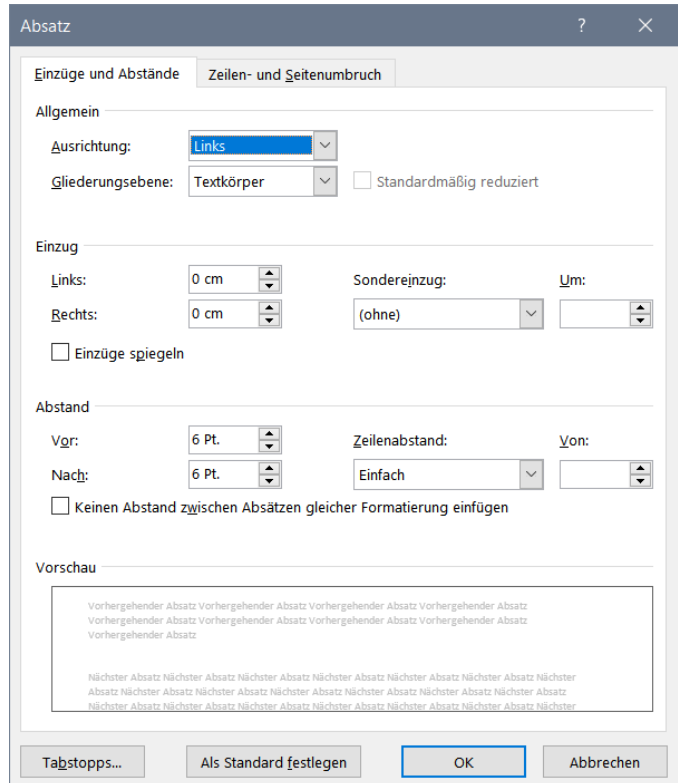 Absatz ?
Einzüge und Abstände Zeilen- und Seitenumbruch
Allgemein
Ausrichtung: Links
Gliederungsebene: Textkörper Standardmäßig reduziert
Einzug
Links: 0 cm Sondereinzug: Um:
Rechts: 0 cm (ohne)
Einzüge spiegeln
Abstand
Vor: 6 Pt. Zeilenabstand: Von:
Nach: 6 Pt. Einfach
Keinen Abstand zwischen Absätzen gleicher Formatierung einfügen
Vorschau
Vorhergehender Absatz Vorhergehender Absatz Vorhergehender Absatz Vorhergehender Absatz
Vorhergehender Absatz Vorhergehender Absatz Vorhergehender Absatz Vorhergehender Absatz
Vorhergehender Absatz
Nächster Absatz Nächster Absatz Nächster Absatz Nächster Absatz Nächster Absatz Nächster Absatz Nächster
Absatz Nächster Absatz Nächster Absatz Nächster Absatz Nächster Absatz Nächster Absatz Nächster Absatz
Nächster Absatz Nächster Absatz Nächster Absatz Nächster Absatz Nächster Absatz Nächster Absatz Nächster
Tabstopps... Als Standard festlegen OK Abbrechen